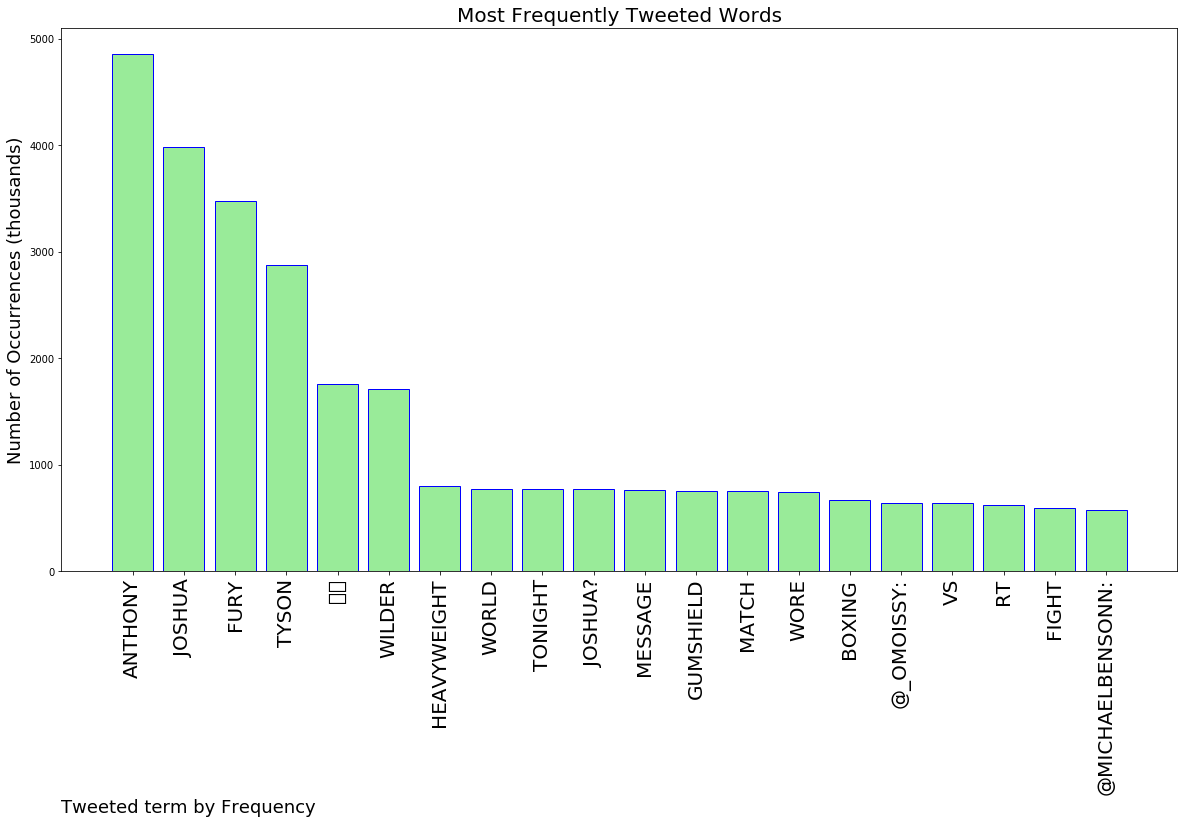 Most Frequently Tweeted Words
Number of Occurrences (thousands)
5000
4000
3000
2000
1000
0
ANTHONY
JOSHUA
FURY
TYSON
WILDER
HEAVYWEIGHT
WORLD
TONIGHT
JOSHUA?
MESSAGE
GUMSHIELD
MATCH
WORE
BOXING
@_OMOISSY:
VS
RT
FIGHT
@MICHAELBENSONN:
Tweeted term by Frequency